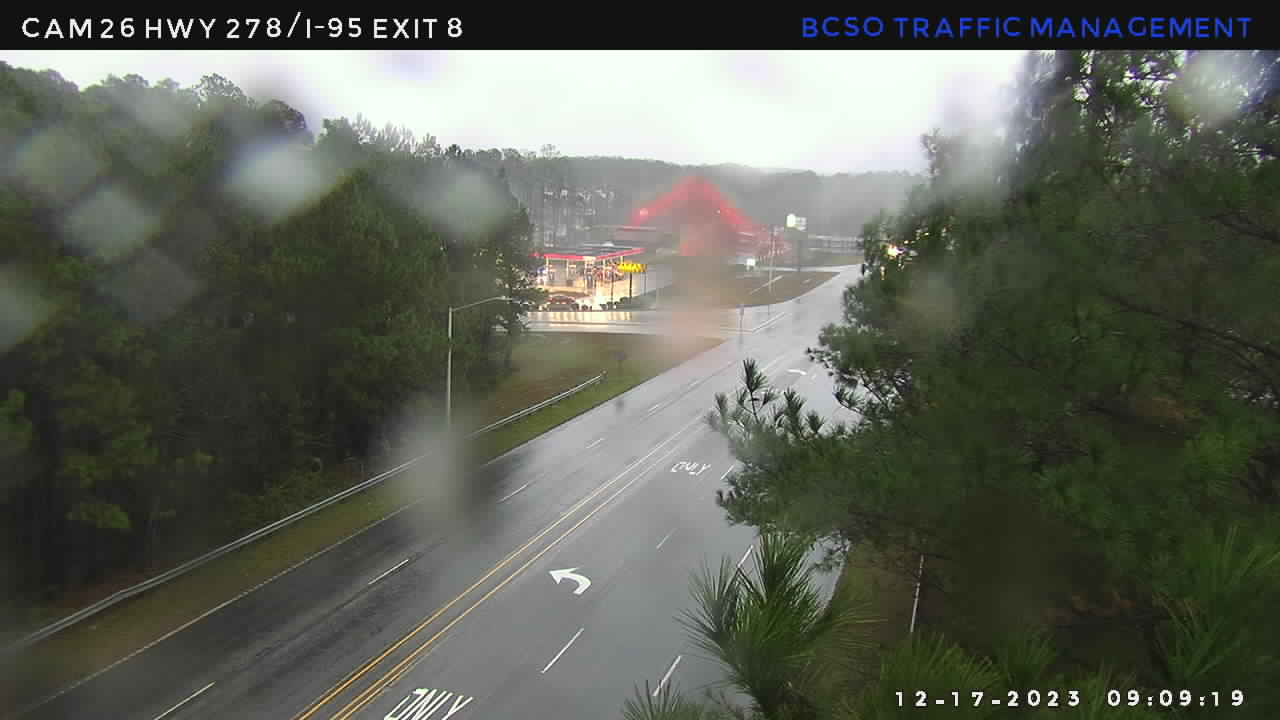 CAM 26 HWY 278/I-95 EXIT 8
BCSO TRAFFIC MANAGEMENT
ONLY
ONLY
12-17-2023 09:09:19